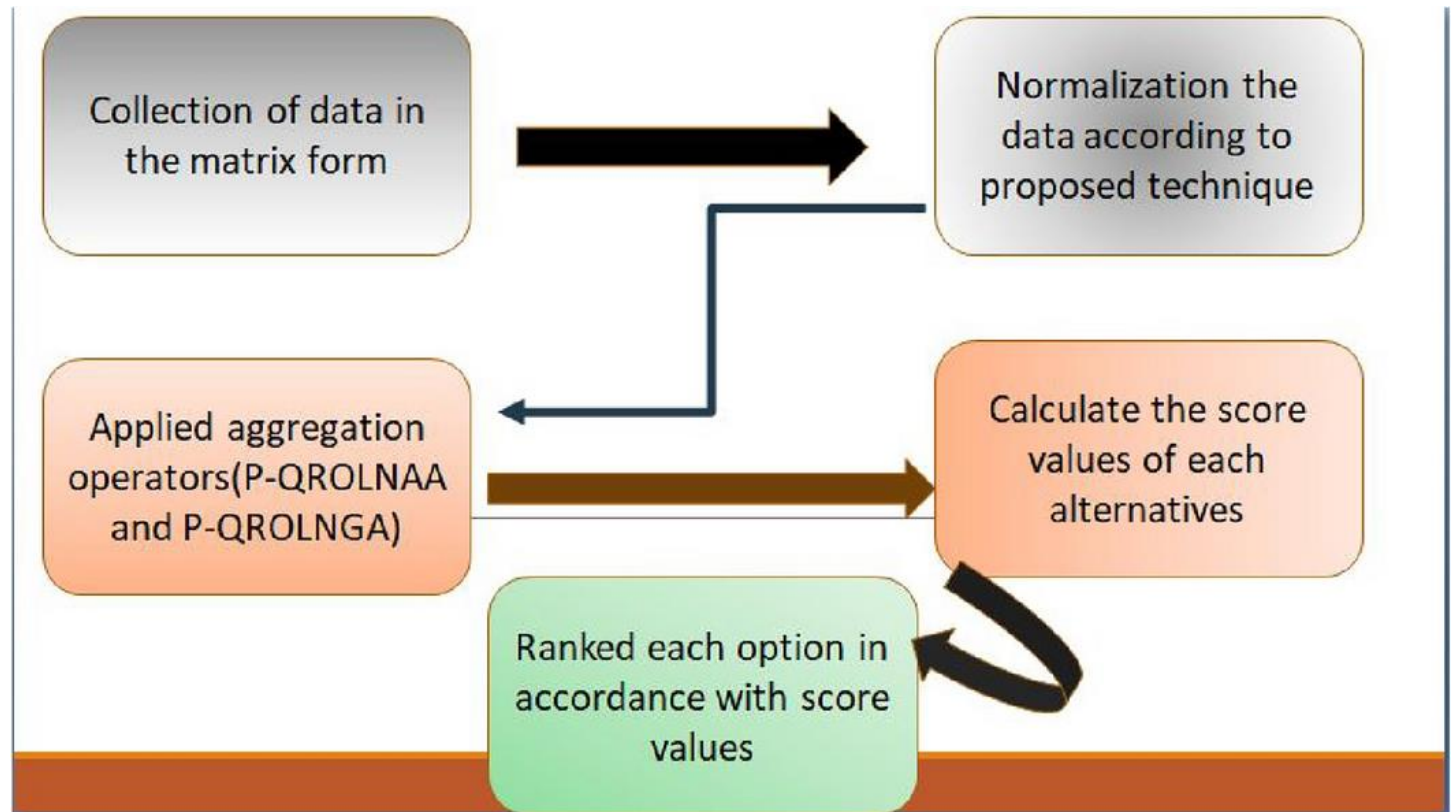 Collection of data in
the matrix form
Normalization the
data according to
proposed technique
Applied aggregation
operators(P-QROLNAA
and P-QROLNGA)
Calculate the score
values of each
alternatives
Ranked each option in
accordance with score
values